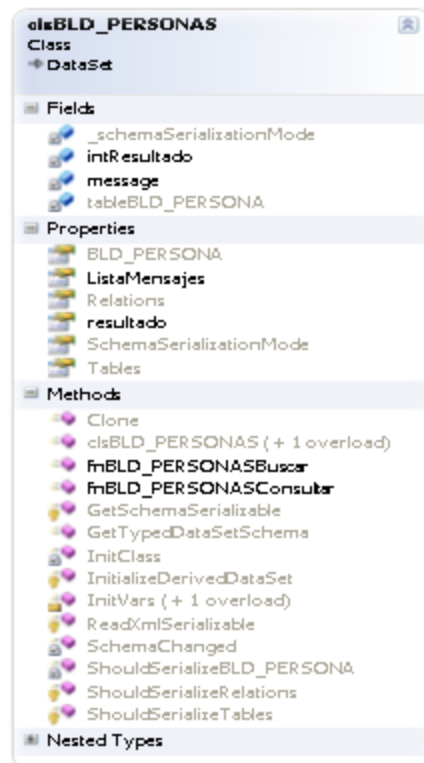 clsBLD_PERSONAS
Class
DataSet
Fields
_schemaSerializationMode
intResultado
message
tableBLD_PERSONA
Properties
BLD_PERSONA
ListaMensajes
Relations
resultado
SchemaSerializationMode
Tables
Methods
Clone
clsBLD_PERSONAS ( + 1 overload)
fnBLD_PERSONASBuscar
fnBLD_PERSONASConsultar
GetSchemaSerializable
GetTypedDataSetSchema
InitClass
InitializeDerivedDataSet
InitVars ( + 1 overload)
ReadXmlSerializable
SchemaChanged
ShouldSerializeBLD_PERSONA
ShouldSerializeRelations
ShouldSerializeTables
Nested Types